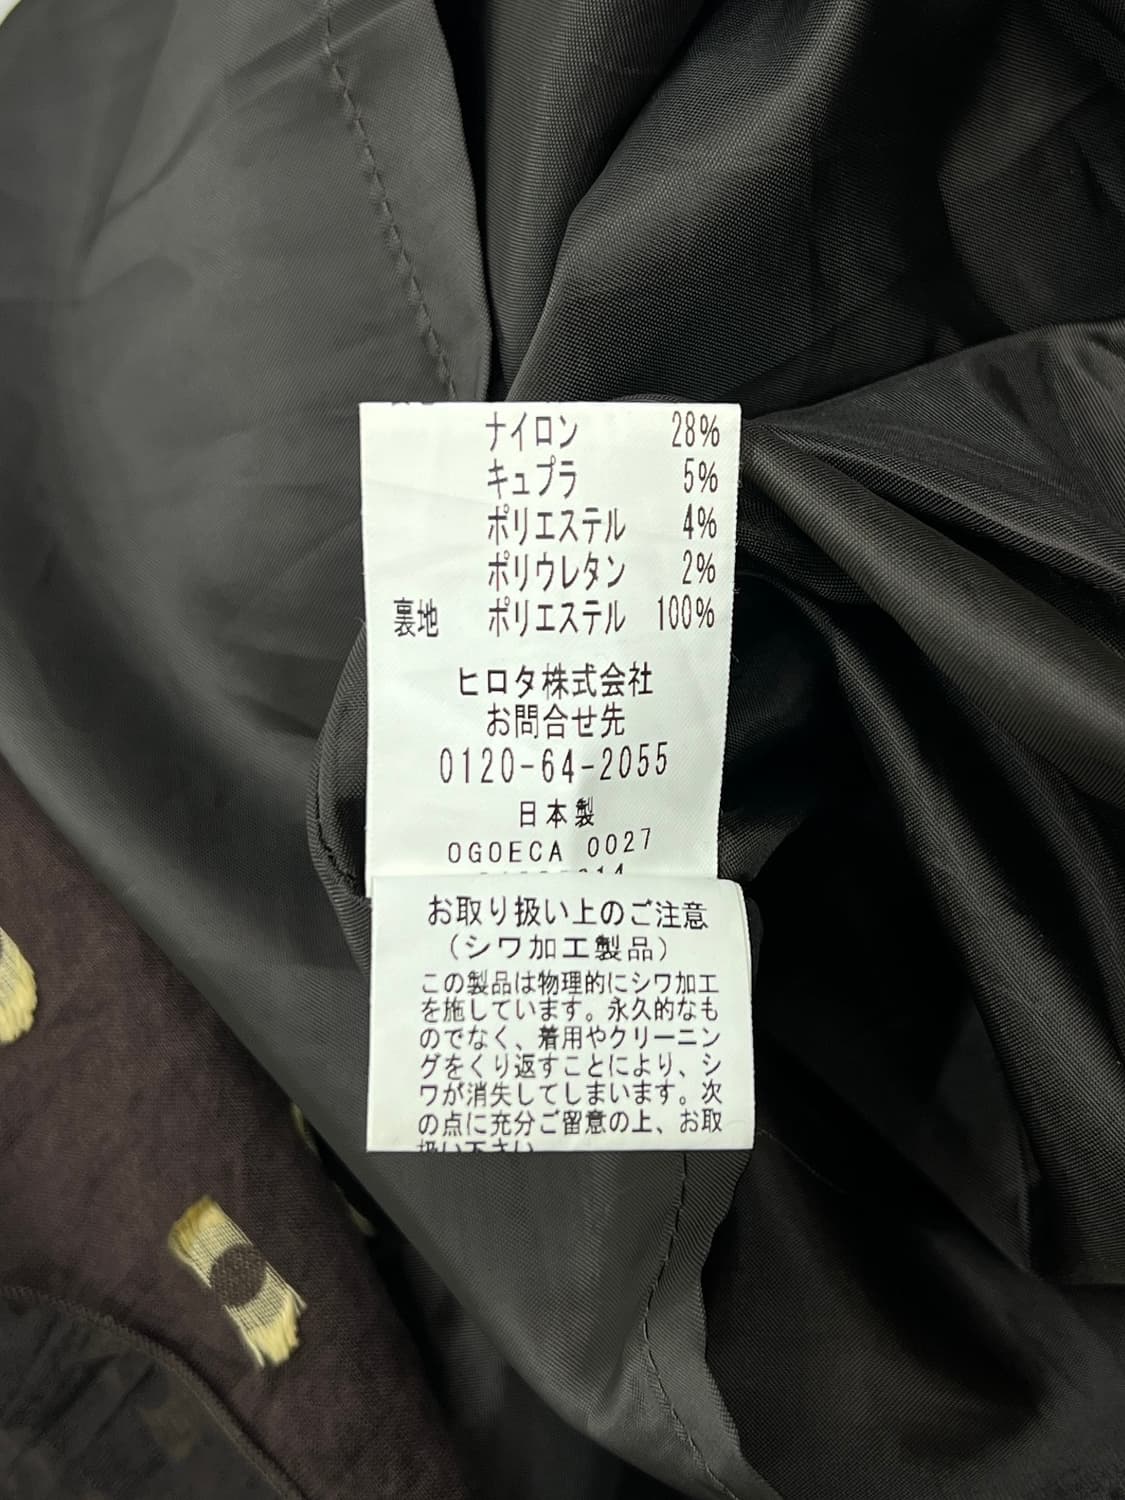 ナイロン 28%
キュプラ 5%
ポリエステル 4%
ポリウレタン 2%
裏地 ポリエステル 100%
ヒロタ株式会社
お問合せ先
0120-64-2055
日本製
OGOECA 0027
お取り扱い上のご注意
(シワ加工製品)
この製品は物理的にシワ加工
を施しています。永久的なも
のでなく、着用やクリーニン
グをくり返すことにより、シ
ワが消失してしまいます。次
の点に充分ご留意の上、お取
扱い下さい